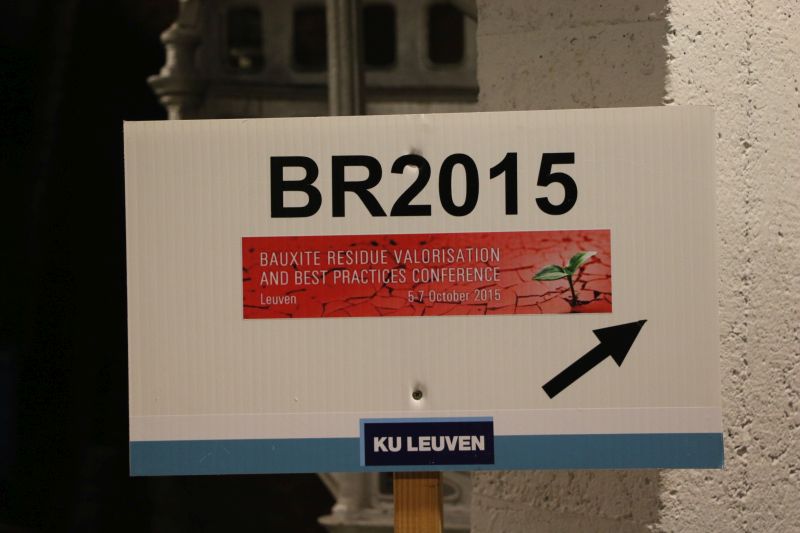 BR2015
BAUXITE RESIDUE VALORISATION
AND BEST PRACTICES CONFERENCE
Leuven 5-7 October 2015
KU LEUVEN